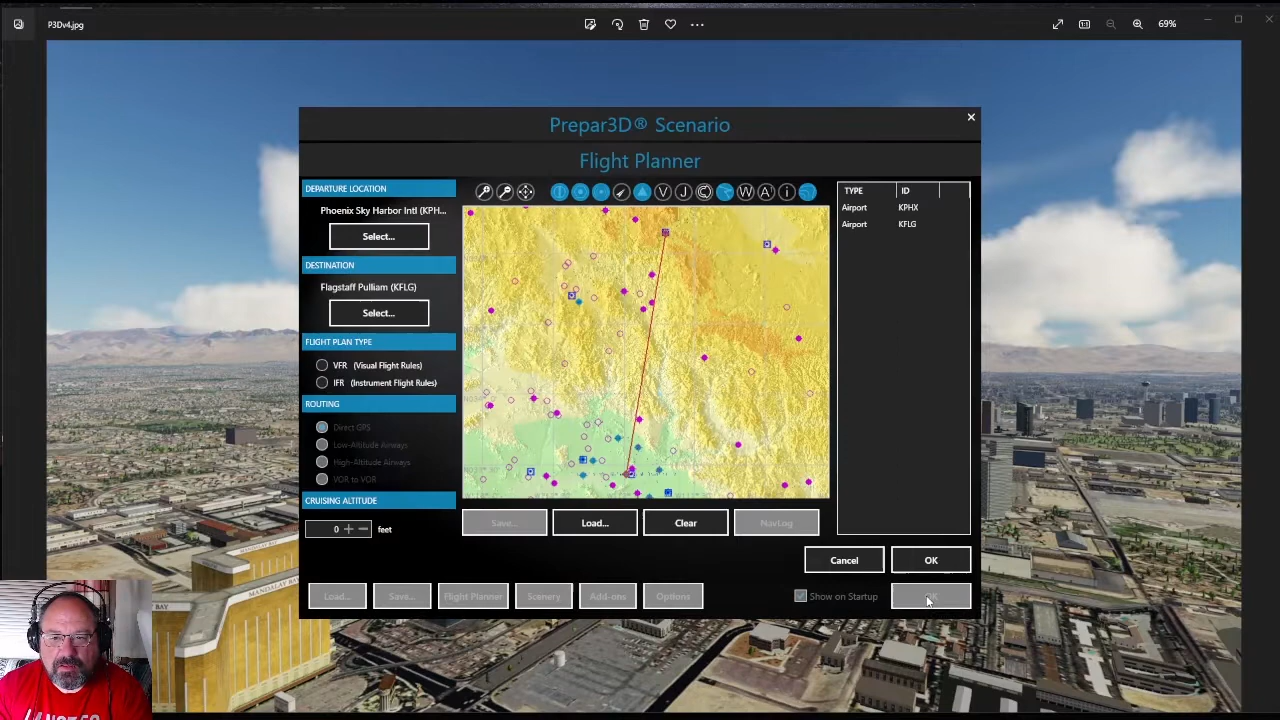 P3Dv4.jpg
69%
Prepar3D® Scenario
Flight Planner
DEPARTURE LOCATION
Phoenix Sky Harbor Intl (KPH...
Select...
DESTINATION
Flagstaff Pulliam (KFLG)
Select...
FLIGHT PLAN TYPE
VFR (Visual Flight Rules)
IFR (Instrument Flight Rules)
ROUTING
Direct GPS
Low-Altitude Airways
High-Altitude Airways
VOR to VOR
CRUISING ALTITUDE
0 feet
V J C W A i
TYPE ID
Airport KPHX
Airport KFLG
Save... Load... Clear NavLog
Cancel OK
Load... Save... Flight Planner Scenery Add-ons Options Show on Startup OK
MANDALAY BAY